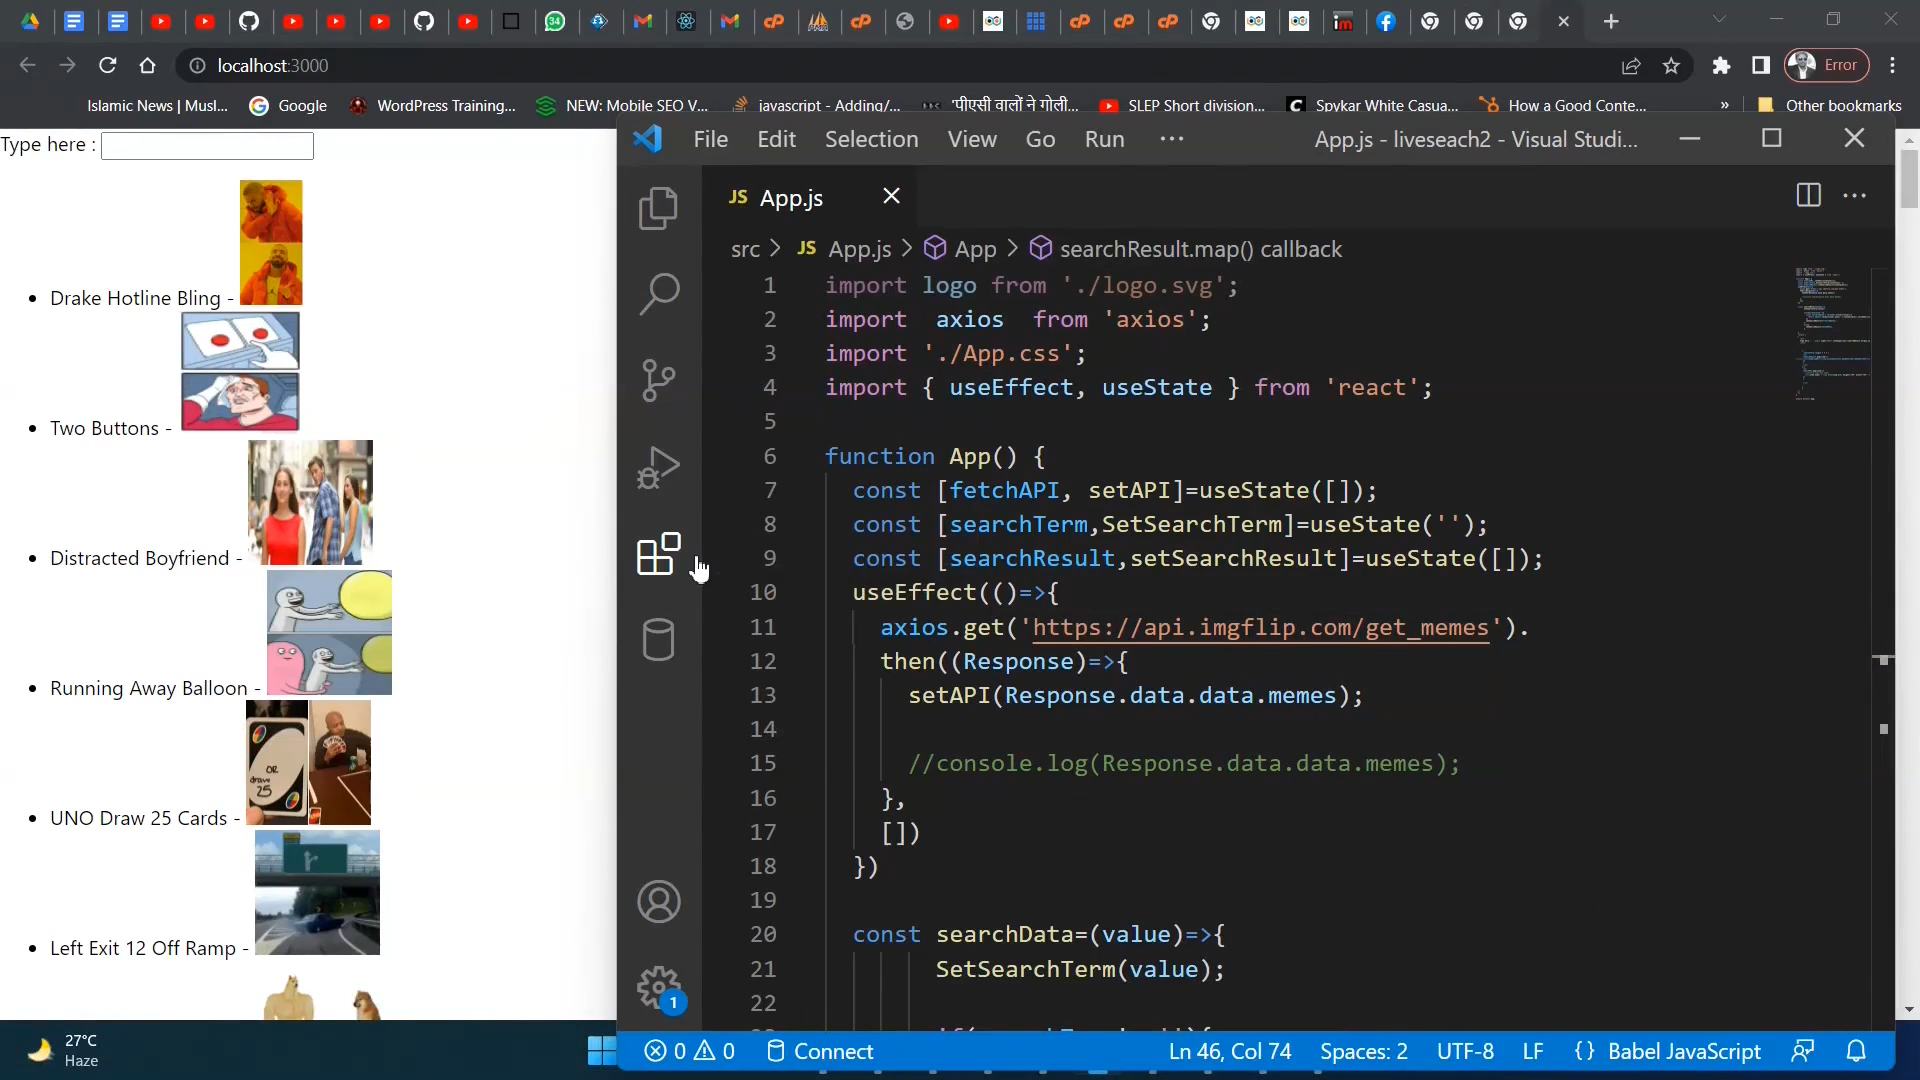 34
localhost:3000
Error
Islamic News | Musl...
Google
WordPress Training...
NEW: Mobile SEO V...
javascript - Adding/...
'पीएसी वालों ने गोली...
SLEP Short division...
Spykar White Casua...
How a Good Conte...
»
Other bookmarks
Type here :
Drake Hotline Bling -
Two Buttons -
Distracted Boyfriend -
Running Away Balloon -
OR
draw
25
UNO Draw 25 Cards -
Left Exit 12 Off Ramp -
File Edit Selection View Go Run ···
App.js - liveseach2 - Visual Studi...
JS App.js
src > JS App.js > App > searchResult.map() callback
1 import logo from './logo.svg';
2 import  axios  from 'axios';
3 import './App.css';
4 import { useEffect, useState } from 'react';
5
6 function App() {
7 const [fetchAPI, setAPI]=useState([]);
8 const [searchTerm,SetSearchTerm]=useState('');
9 const [searchResult,setSearchResult]=useState([]);
10 useEffect(()=>{
11 axios.get('https://api.imgflip.com/get_memes').
12 then((Response)=>{
13 setAPI(Response.data.data.memes);
14
15 //console.log(Response.data.data.memes);
16 },
17 [])
18 })
19
20 const searchData=(value)=>{
21 SetSearchTerm(value);
22
1
27°C
Haze
0 0 Connect
Ln 46, Col 74 Spaces: 2 UTF-8 LF {} Babel JavaScript